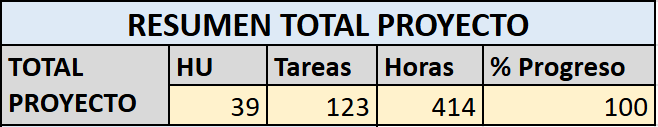 RESUMEN TOTAL PROYECTO
TOTAL PROYECTO HU Tareas Horas % Progreso
39 123 414 100